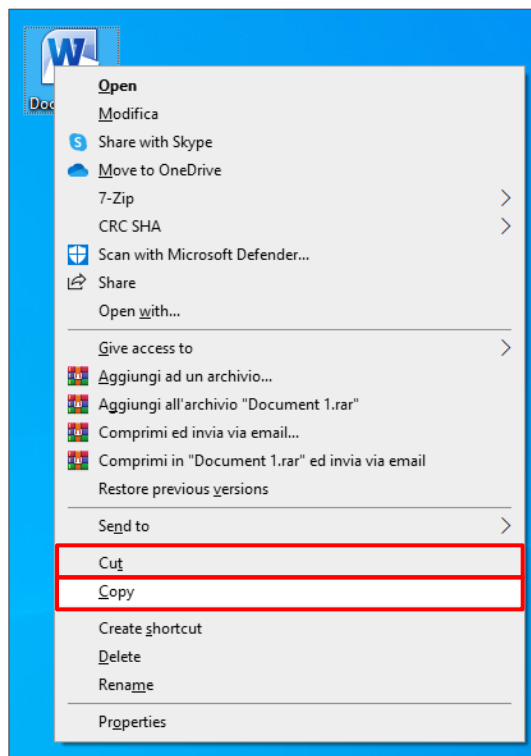 W
Doc
Open
Modifica
Share with Skype
Move to OneDrive
7-Zip
CRC SHA
Scan with Microsoft Defender...
Share
Open with...
Give access to
Aggiungi ad un archivio...
Aggiungi all'archivio "Document 1.rar"
Comprimi ed invia via email...
Comprimi in "Document 1.rar" ed invia via email
Restore previous versions
Send to
Cut
Copy
Create shortcut
Delete
Rename
Properties